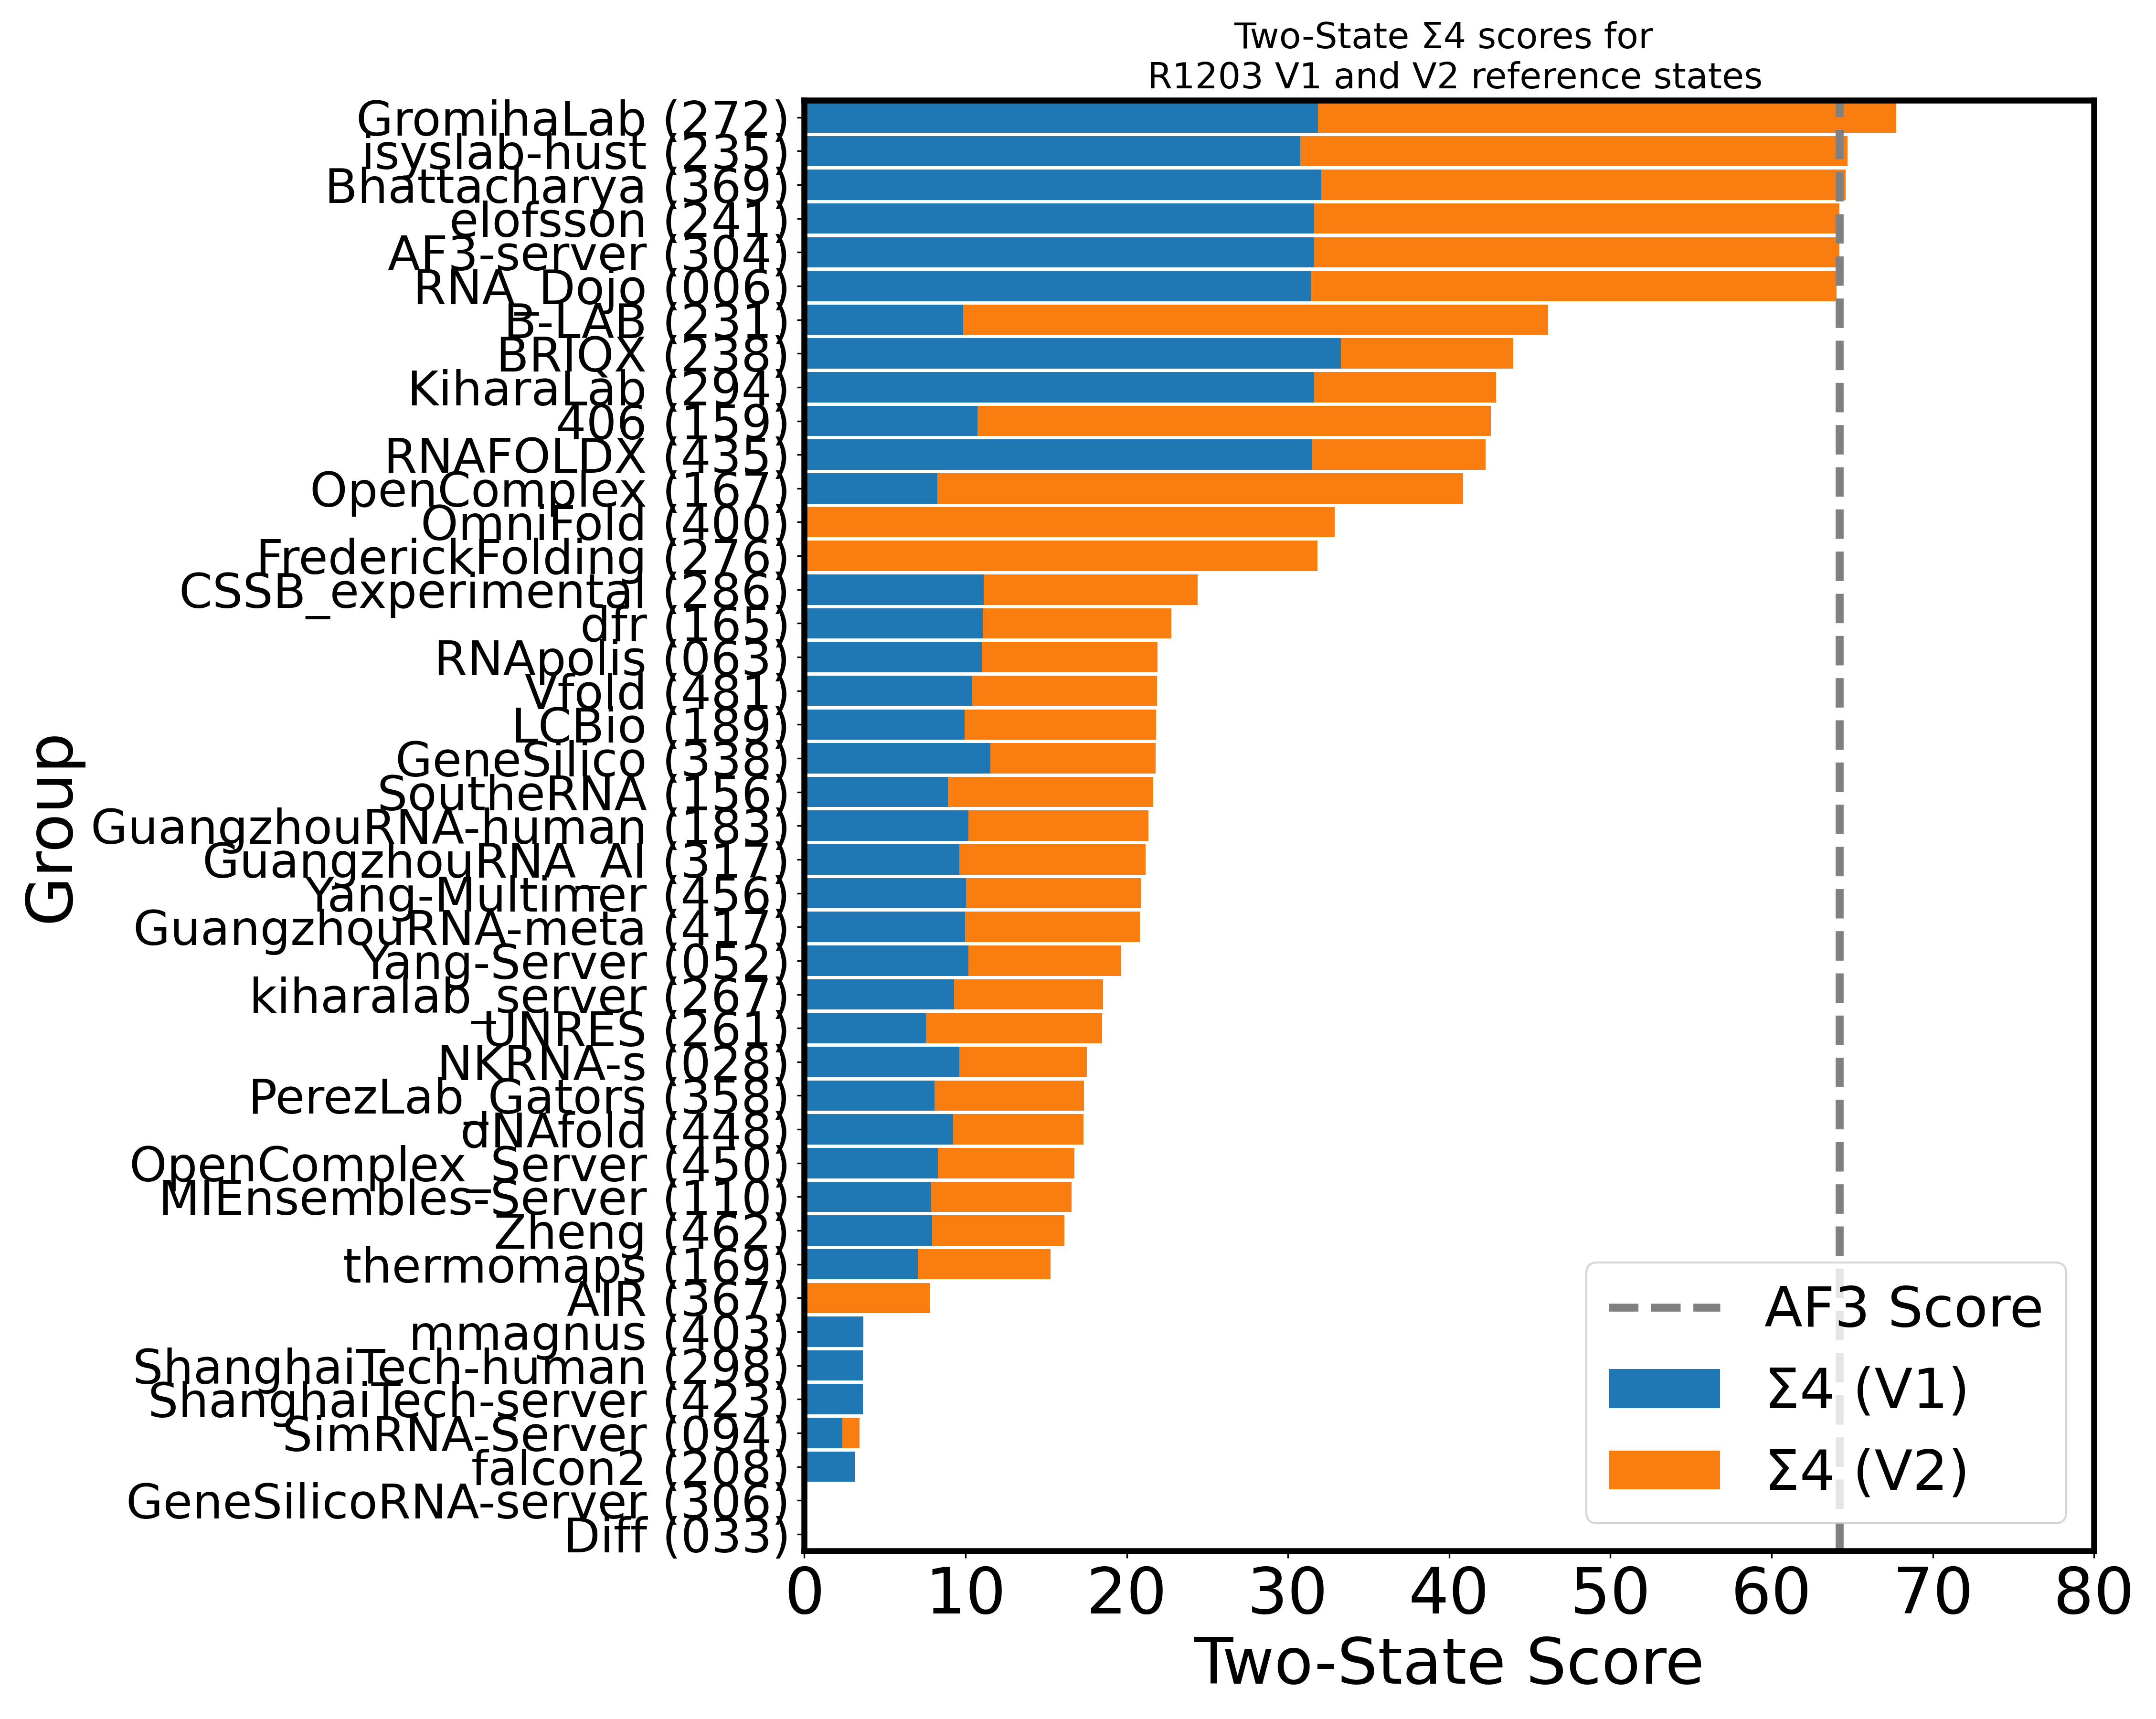 Two-State Σ4 scores for
R1203 V1 and V2 reference states
GromihaLab (272)
isyslab-hust (235)
Bhattacharya (369)
elofsson (241)
AF3-server (304)
RNA_Dojo (006)
B-LAB (231)
BRIQX (238)
KiharaLab (294)
406 (159)
RNAFOLDX (435)
OpenComplex (167)
OmniFold (400)
FrederickFolding (276)
CSSB_experimental (286)
dfr (165)
RNApolis (063)
Vfold (481)
LCBio (189)
GeneSilico (338)
SoutheRNA (156)
GuangzhouRNA-human (183)
GuangzhouRNA_AI (317)
Yang-Multimer (456)
GuangzhouRNA-meta (417)
Yang-Server (052)
kiharalab_server (267)
UNRES (261)
NKRNA-s (028)
PerezLab_Gators (358)
dNAfold (448)
OpenComplex_Server (450)
MIEnsembles-Server (110)
Zheng (462)
thermomaps (169)
AIR (367)
mmagnus (403)
ShanghaiTech-human (298)
ShanghaiTech-server (423)
SimRNA-Server (094)
falcon2 (208)
GeneSilicoRNA-server (306)
Diff (033)
Group
0 10 20 30 40 50 60 70 80
Two-State Score
AF3 Score
Σ4 (V1)
Σ4 (V2)